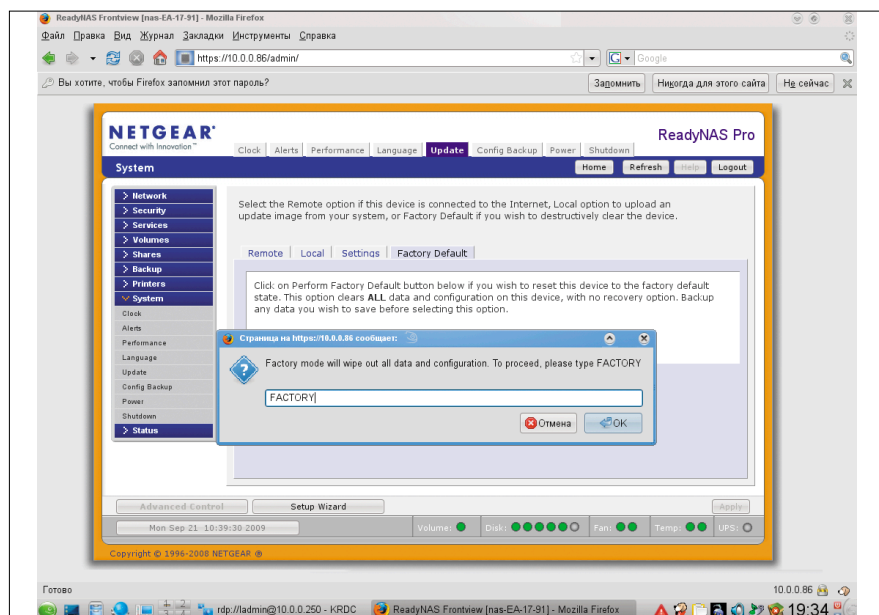 ReadyNAS Frontview [nas-EA-17-91] - Mozilla Firefox
Файл Правка Вид Журнал Закладки Инструменты Справка
https://10.0.0.86/admin/
Google
Вы хотите, чтобы Firefox запомнил этот пароль?
Запомнить
Никогда для этого сайта
Не сейчас
NETGEAR
Connect with Innovation™
ReadyNAS Pro
Clock Alerts Performance Language Update Config Backup Power Shutdown
System
Home Refresh Help Logout
> Network
> Security
> Services
> Volumes
> Shares
> Backup
> Printers
System
Clock
Alerts
Performance
Language
Update
Config Backup
Power
Shutdown
> Status
Select the Remote option if this device is connected to the Internet, Local option to upload an
update image from your system, or Factory Default if you wish to destructively clear the device.
Remote Local Settings Factory Default
Click on Perform Factory Default button below if you wish to reset this device to the factory default
state. This option clears ALL data and configuration on this device, with no recovery option. Backup
any data you wish to save before selecting this option.
Страница на https://10.0.0.86 сообщает:
Factory mode will wipe out all data and configuration. To proceed, please type FACTORY
FACTORY
Отмена
OK
Advanced Control
Setup Wizard
Apply
Mon Sep 21 10:39:30 2009
Volume: Disk: Fan: Temp: UPS:
Copyright © 1996-2008 NETGEAR ®
Готово
10.0.0.86
rdp://ladmin@10.0.0.250 - KRDC
ReadyNAS Frontview [nas-EA-17-91] - Mozilla Firefox
19:34